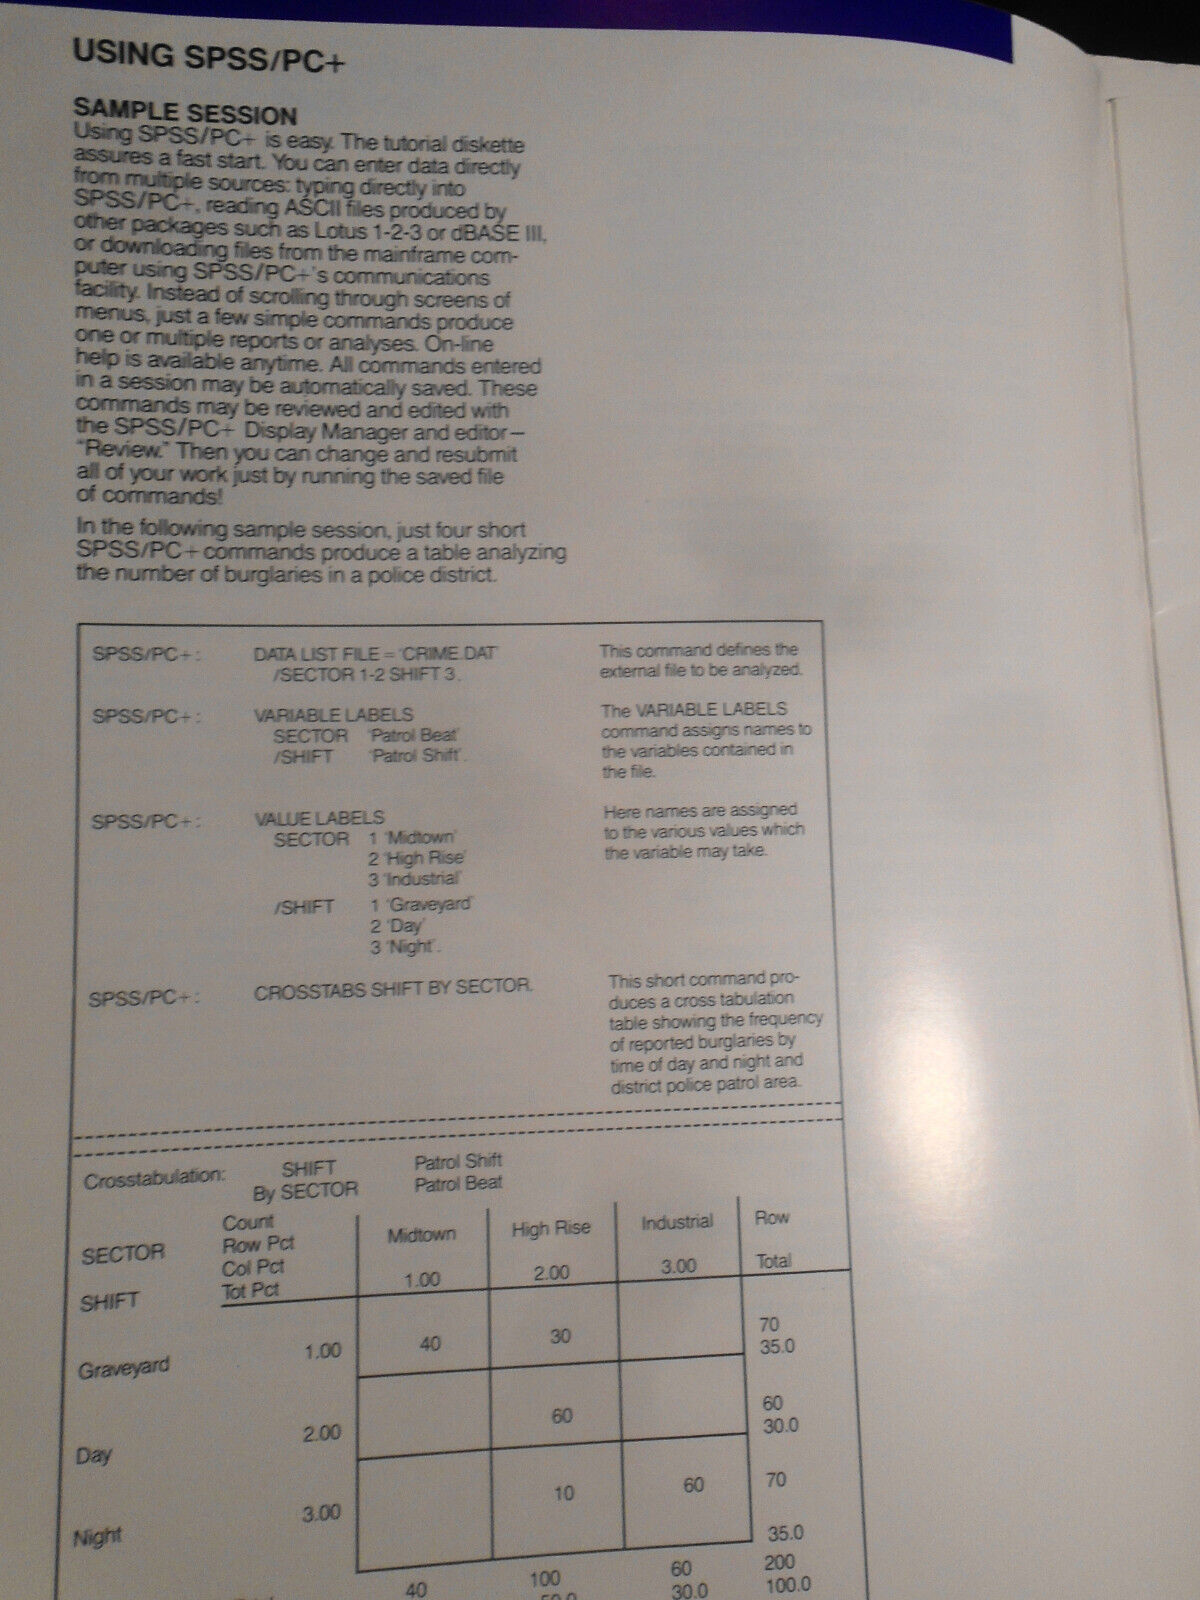 USING SPSS/PC+
SAMPLE SESSION
Using SPSS/PC+ is easy. The tutorial diskette
assures a fast start. You can enter data directly
from multiple sources: typing directly into
SPSS/PC+, reading ASCII files produced by
other packages such as Lotus 1-2-3 or dBASE III,
or downloading files from the mainframe com-
puter using SPSS/PC+'s communications
facility. Instead of scrolling through screens of
menus, just a few simple commands produce
one or multiple reports or analyses. On-line
help is available anytime. All commands entered
in a session may be automatically saved. These
commands may be reviewed and edited with
the SPSS/PC+ Display Manager and editor—
"Review." Then you can change and resubmit
all of your work just by running the saved file
of commands!
In the following sample session, just four short
SPSS/PC+ commands produce a table analyzing
the number of burglaries in a police district.
SPSS/PC+: DATA LIST FILE = 'CRIME.DAT' This command defines the
/SECTOR 1-2 SHIFT 3. external file to be analyzed.
SPSS/PC+: VARIABLE LABELS The VARIABLE LABELS
SECTOR 'Patrol Beat' command assigns names to
/SHIFT 'Patrol Shift'. the variables contained in
the file.
SPSS/PC+: VALUE LABELS Here names are assigned
SECTOR 1 'Midtown' to the various values which
2 'High Rise' the variable may take.
3 'Industrial'
/SHIFT 1 'Graveyard'
2 'Day'
3 'Night'.
SPSS/PC+: CROSSTABS SHIFT BY SECTOR. This short command pro-
duces a cross tabulation
table showing the frequency
of reported burglaries by
time of day and night and
district police patrol area.
Crosstabulation: SHIFT Patrol Shift
By SECTOR Patrol Beat
Count
Row Pct Midtown High Rise Industrial Row
SECTOR Col Pct
SHIFT Tot Pct 1.00 2.00 3.00 Total
1.00 40 30 70
Graveyard 35.0
2.00 60 60
Day 30.0
3.00 10 60 70
Night 35.0
40 100 60 200
30.0 100.0